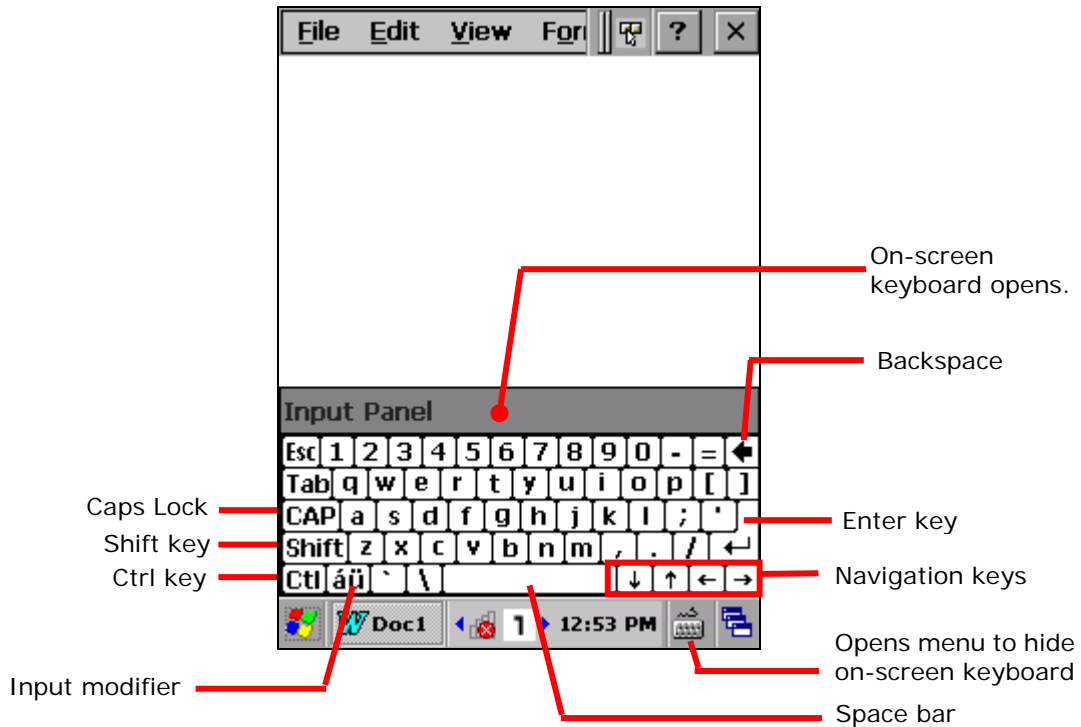 File Edit View For ?
On-screen
keyboard opens.
Backspace
Input Panel
Esc 1 2 3 4 5 6 7 8 9 0 - =
Tab q w e r t y u i o p [ ]
Caps Lock
CAP a s d f g h j k l ; '
Enter key
Shift key
Shift z x c v b n m , . /
Ctrl key
Ctl áü ` \ ↓ ↑ ← →
Navigation keys
Doc1 1 12:53 PM
Opens menu to hide
on-screen keyboard
Input modifier
Space bar